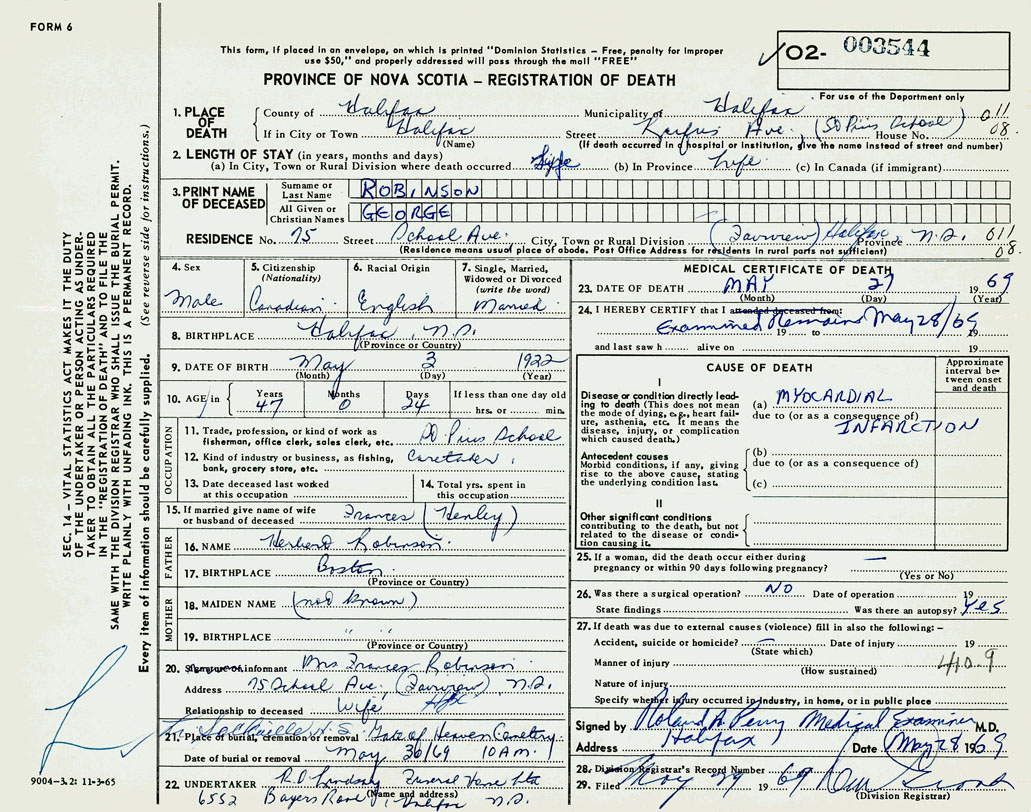 FORM 6
This form, if placed in an envelope, on which is printed "Dominion Statistics – Free, penalty for improper
use $50," and properly addressed will pass through the mail "FREE"
PROVINCE OF NOVA SCOTIA – REGISTRATION OF DEATH
O2- 003544
For use of the Department only
1. PLACE OF DEATH
County of Halifax Municipality of Halifax 011
If in City or Town Halifax Street Rufus Ave. (St Pius School) House No. 08.
(Name) (If death occurred in a hospital or institution, give the name instead of street and number)
2. LENGTH OF STAY (in years, months and days)
(a) In City, Town or Rural Division where death occurred Life (b) In Province Life (c) In Canada (if immigrant)
3. PRINT NAME OF DECEASED
Surname or Last Name ROBINSON
All Given or Christian Names GEORGE
RESIDENCE No. 75 Street School Ave. City, Town or Rural Division (Fairview) Halifax Province N.S. 011
(Residence means usual place of abode. Post Office Address for residents in rural parts not sufficient) 08.
4. Sex Male
5. Citizenship (Nationality) Canadian
6. Racial Origin English
7. Single, Married, Widowed or Divorced (write the word) Married
8. BIRTHPLACE Halifax, N.S.
(Province or Country)
9. DATE OF BIRTH May 3 1922
(Month) (Day) (Year)
10. AGE in Years 47 Months 0 Days 24 If less than one day old hrs. or min.
OCCUPATION
11. Trade, profession, or kind of work as fisherman, office clerk, sales clerk, etc. St Pius School
12. Kind of industry or business, as fishing, bank, grocery store, etc. Caretaker
13. Date deceased last worked at this occupation
14. Total yrs. spent in this occupation
15. If married give name of wife or husband of deceased Frances (Henley)
FATHER
16. NAME Herbert Robinson
17. BIRTHPLACE Boston
(Province or Country)
MOTHER
18. MAIDEN NAME (not known)
19. BIRTHPLACE " "
(Province or Country)
20. Signature of informant Mrs Frances Robinson
Address 75 School Ave. (Fairview) N.S.
Relationship to deceased Wife Hfx
21. Place of burial, cremation or removal Sackville N.S. Gate of Heaven Cemetery
Date of burial or removal May 30/69 10 AM.
22. UNDERTAKER R.D. Lindsay Funeral Home Ltd
(Name and address)
6552 Bayers Road, Halifax N.S.
MEDICAL CERTIFICATE OF DEATH
23. DATE OF DEATH MAY 27 1969
(Month) (Day) (Year)
24. I HEREBY CERTIFY that I attended deceased from:
Examined Remains May 28/69
19 to 19
and last saw h alive on 19
CAUSE OF DEATH
Approximate interval between onset and death
I
Disease or condition directly leading to death (This does not mean the mode of dying, e.g., heart failure, asthenia, etc. It means the disease, injury, or complication which caused death.)
(a) MYOCARDIAL
due to (or as a consequence of)
INFARCTION
Antecedent causes
Morbid conditions, if any, giving rise to the above cause, stating the underlying condition last.
(b)
due to (or as a consequence of)
(c)
II
Other significant conditions
contributing to the death, but not related to the disease or condition causing it.
25. If a woman, did the death occur either during pregnancy or within 90 days following pregnancy? —
(Yes or No)
26. Was there a surgical operation? NO Date of operation 19
State findings Was there an autopsy? Yes
27. If death was due to external causes (violence) fill in also the following: –
Accident, suicide or homicide? — Date of injury 19
(State which)
Manner of injury 410.9
(How sustained)
Nature of injury
Specify whether injury occurred in industry, in home, or in public place
Signed by Roland A Perry Medical Examiner M.D.
Address Halifax Date May 28 1969
28. Division Registrar's Record Number
29. Filed May 29 1969
(Division Registrar)
SEC. 14 – VITAL STATISTICS ACT MAKES IT THE DUTY
OF THE UNDERTAKER OR PERSON ACTING AS UNDER-
TAKER TO OBTAIN ALL THE PARTICULARS REQUIRED
IN THE "REGISTRATION OF DEATH" AND TO FILE THE
SAME WITH THE DIVISION REGISTRAR WHO SHALL ISSUE THE BURIAL PERMIT.
WRITE PLAINLY WITH UNFADING INK. THIS IS A PERMANENT RECORD.
Every item of information should be carefully supplied. (See reverse side for instructions.)
9004–3.2: 11-3-65